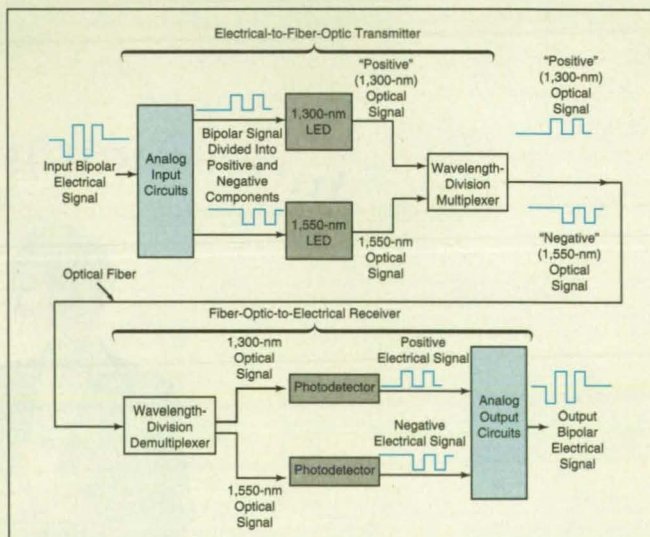 Electrical-to-Fiber-Optic Transmitter
"Positive"
(1,300-nm)
Optical
Signal
"Positive"
(1,300-nm)
Optical
Signal
1,300-nm
LED
Input Bipolar
Electrical
Signal
Analog
Input
Circuits
Bipolar Signal
Divided Into
Positive and
Negative
Components
Wavelength-
Division
Multiplexer
1,550-nm
LED
1,550-nm
Optical
Signal
"Negative"
(1,550-nm)
Optical
Signal
Optical Fiber
Fiber-Optic-to-Electrical Receiver
1,300-nm
Optical
Signal
Positive
Electrical Signal
Photodetector
Wavelength-
Division
Demultiplexer
Negative
Electrical Signal
Analog
Output
Circuits
Output
Bipolar
Electrical
Signal
Photodetector
1,550-nm
Optical
Signal